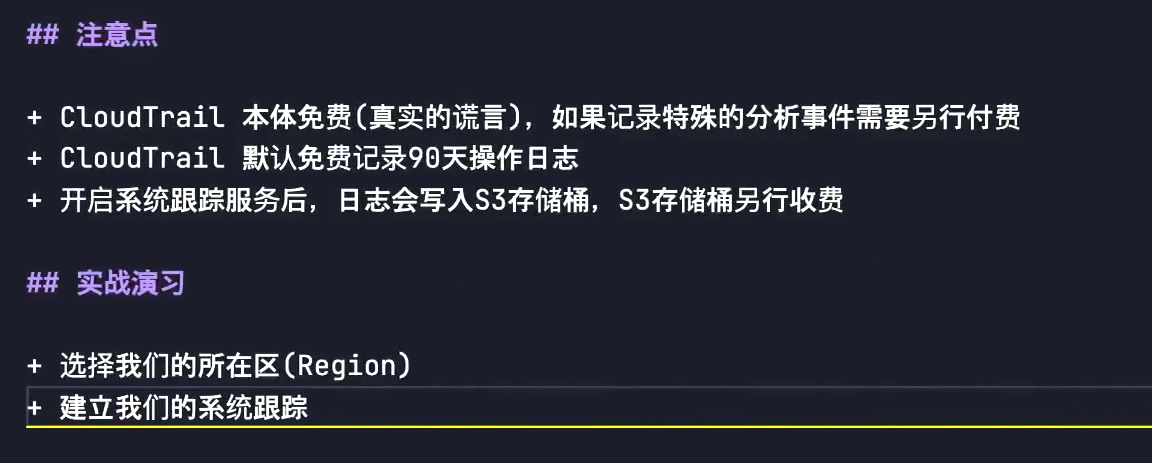 ## 注意点
+ CloudTrail 本体免费(真实的谎言)，如果记录特殊的分析事件需要另行付费
+ CloudTrail 默认免费记录90天操作日志
+ 开启系统跟踪服务后，日志会写入S3存储桶，S3存储桶另行收费
## 实战演习
+ 选择我们的所在区(Region)
+ 建立我们的系统跟踪